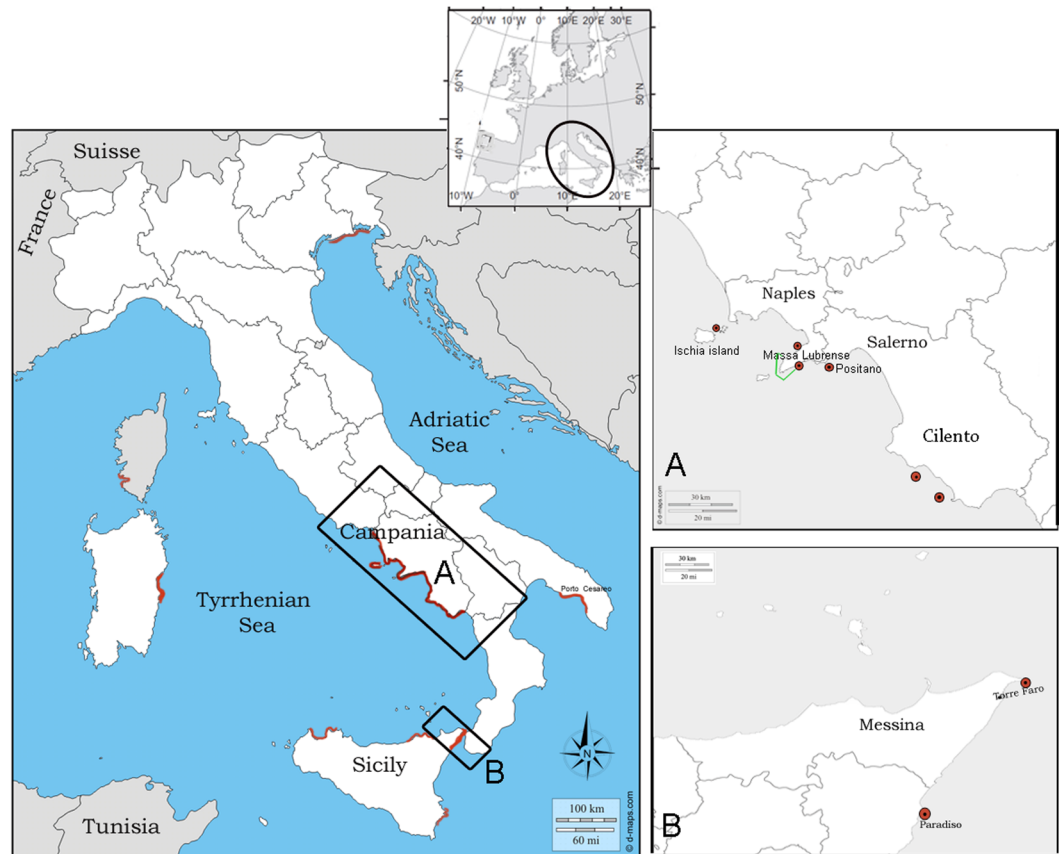 20°W 10°W 0° 10°E 20°E 30°E
50°N
50°N
40°N
40°N
10°W 0° 10°E 20°E
Suisse
France
Adriatic
Sea
Campania
A
Porto Cesareo
Tyrrhenian
Sea
Sicily
B
N
Tunisia
100 km
60 mi
© d-maps.com
Naples
Ischia island
Salerno
Massa Lubrense
Positano
Cilento
A
30 km
20 mi
© d-maps.com
30 km
20 mi
Torre Faro
Messina
Paradiso
B